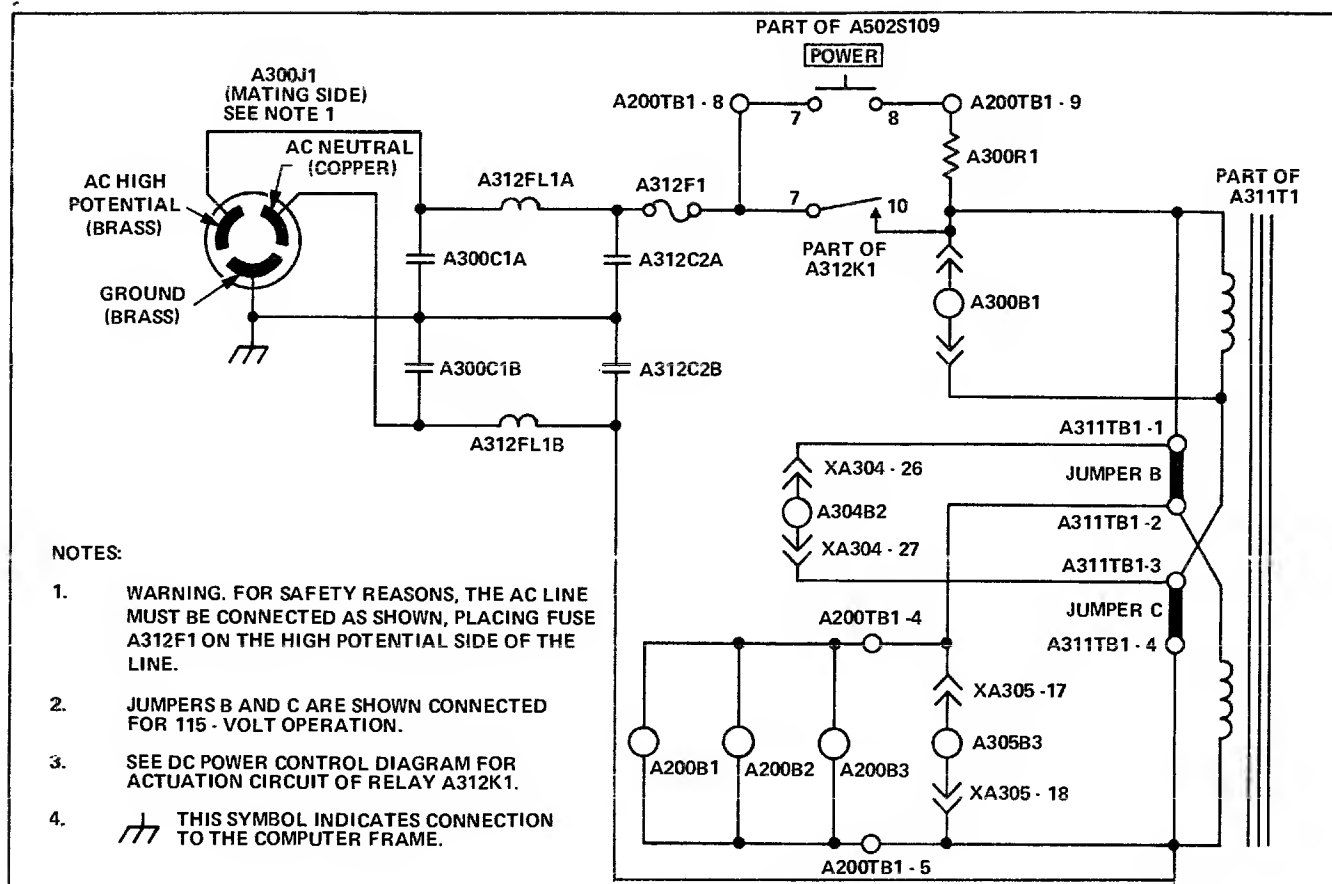 PART OF A502S109
POWER
A300J1
(MATING SIDE)
SEE NOTE 1
A200TB1 - 8
7
8
A200TB1 - 9
AC NEUTRAL
(COPPER)
AC HIGH
POTENTIAL
(BRASS)
A312FL1A
A312F1
A300R1
PART OF
A311T1
7
10
PART OF
A312K1
A300C1A
A312C2A
A300B1
GROUND
(BRASS)
A300C1B
A312C2B
A312FL1B
A311TB1 -1
XA304 - 26
JUMPER B
A304B2
A311TB1 -2
XA304 - 27
A311TB1-3
JUMPER C
A200TB1 -4
A311TB1 - 4
XA305 -17
A200B1
A200B2
A200B3
A305B3
XA305 - 18
A200TB1 - 5
NOTES:
1. WARNING. FOR SAFETY REASONS, THE AC LINE
MUST BE CONNECTED AS SHOWN, PLACING FUSE
A312F1 ON THE HIGH POTENTIAL SIDE OF THE
LINE.
2. JUMPERS B AND C ARE SHOWN CONNECTED
FOR 115 - VOLT OPERATION.
3. SEE DC POWER CONTROL DIAGRAM FOR
ACTUATION CIRCUIT OF RELAY A312K1.
4. THIS SYMBOL INDICATES CONNECTION
TO THE COMPUTER FRAME.